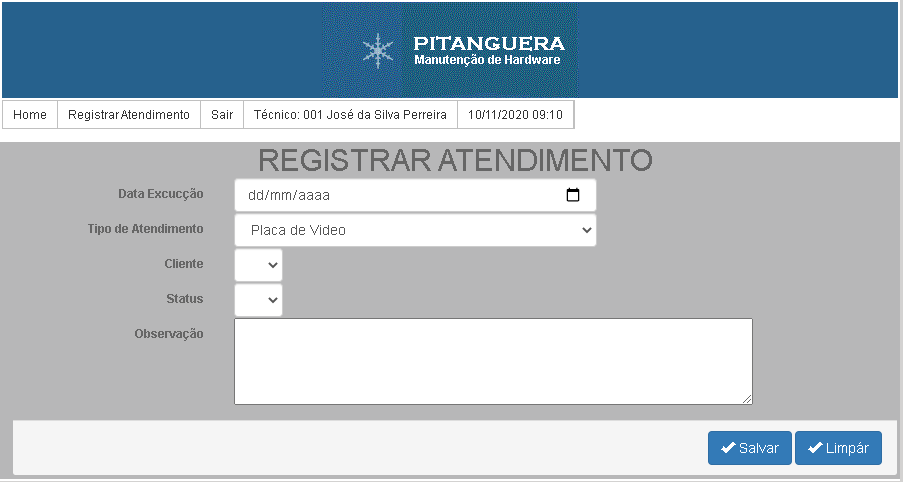 PITANGUERA
Manutenção de Hardware
Home Registrar Atendimento Sair Técnico: 001 José da Silva Perreira 10/11/2020 09:10
REGISTRAR ATENDIMENTO
Data Excucção dd/mm/aaaa
Tipo de Atendimento Placa de Video
Cliente
Status
Observação
Salvar Limpár